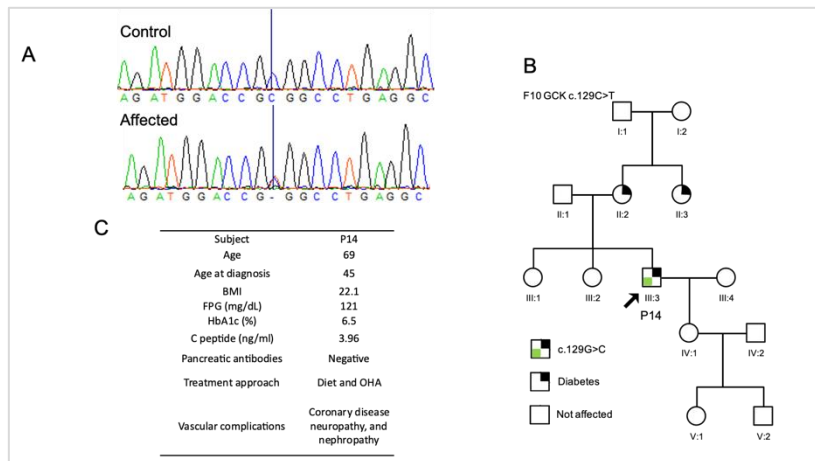 A
Control
AGATGGACCGCGGCCTGAGGC
Affected
AGATGGACCG-GGCCTGAGGC
C
Subject P14
Age 69
Age at diagnosis 45
BMI 22.1
FPG (mg/dL) 121
HbA1c (%) 6.5
C peptide (ng/ml) 3.96
Pancreatic antibodies Negative
Treatment approach Diet and OHA
Vascular complications Coronary disease
neuropathy, and
nephropathy
B
F10 GCK c.129C>T
I:1 I:2
II:1 II:2 II:3
III:1 III:2 III:3 III:4
P14
IV:1 IV:2
c.129G>C
Diabetes
Not affected
V:1 V:2